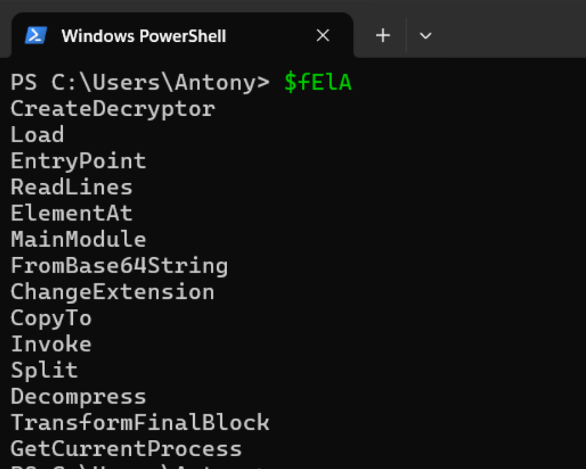 Windows PowerShell
PS C:\Users\Antony> $fElA
CreateDecryptor
Load
EntryPoint
ReadLines
ElementAt
MainModule
FromBase64String
ChangeExtension
CopyTo
Invoke
Split
Decompress
TransformFinalBlock
GetCurrentProcess